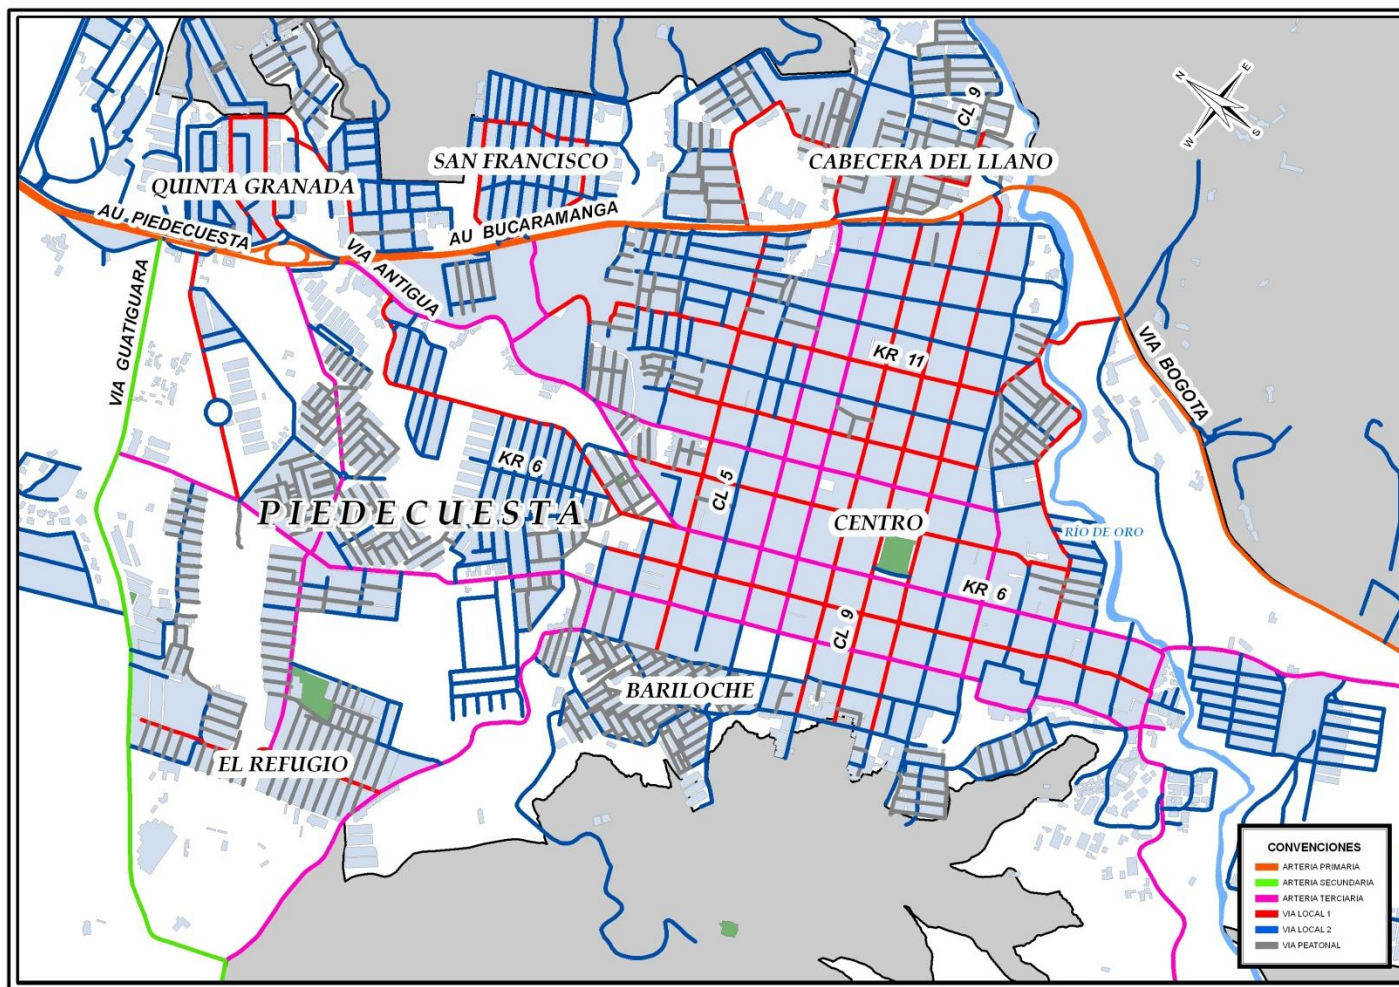 N
E
W
S
CL 9
SAN FRANCISCO
CABECERA DEL LLANO
QUINTA GRANADA
AU PIEDECUESTA
AU BUCARAMANGA
VIA ANTIGUA
VIA GUATIGUARA
VIA BOGOTA
KR 11
KR 6
CL 5
PIEDECUESTA
CENTRO
RÍO DE ORO
KR 6
CL 9
BARILOCHE
EL REFUGIO
CONVENCIONES
ARTERIA PRIMARIA
ARTERIA SECUNDARIA
ARTERIA TERCIARIA
VIA LOCAL 1
VIA LOCAL 2
VIA PEATONAL